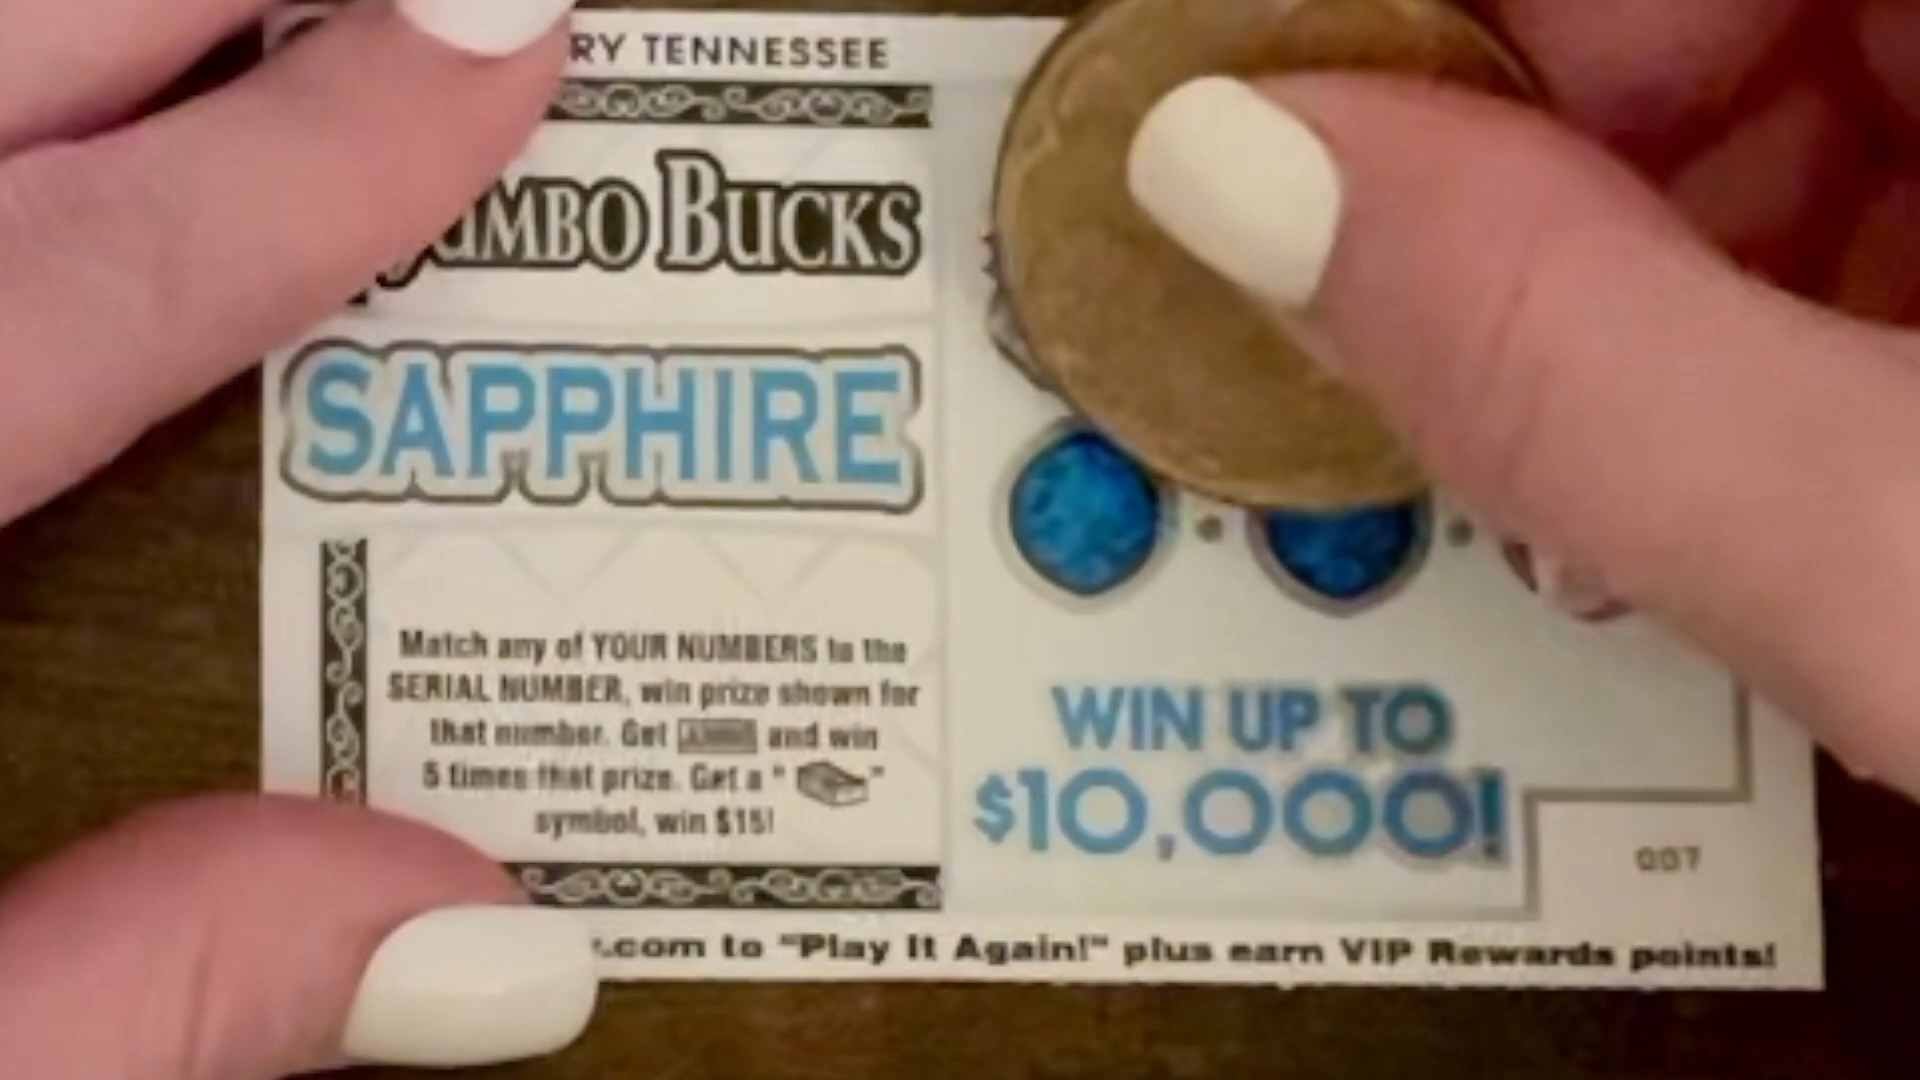 RY TENNESSEE
JUMBO BUCKS
SAPPHIRE
Match any of YOUR NUMBERS to the
SERIAL NUMBER, win prize shown for
that number. Get and win
5 times that prize. Get a " "
symbol, win $15!
WIN UP TO
$10,000!
007
.com to "Play It Again!" plus earn VIP Rewards points!